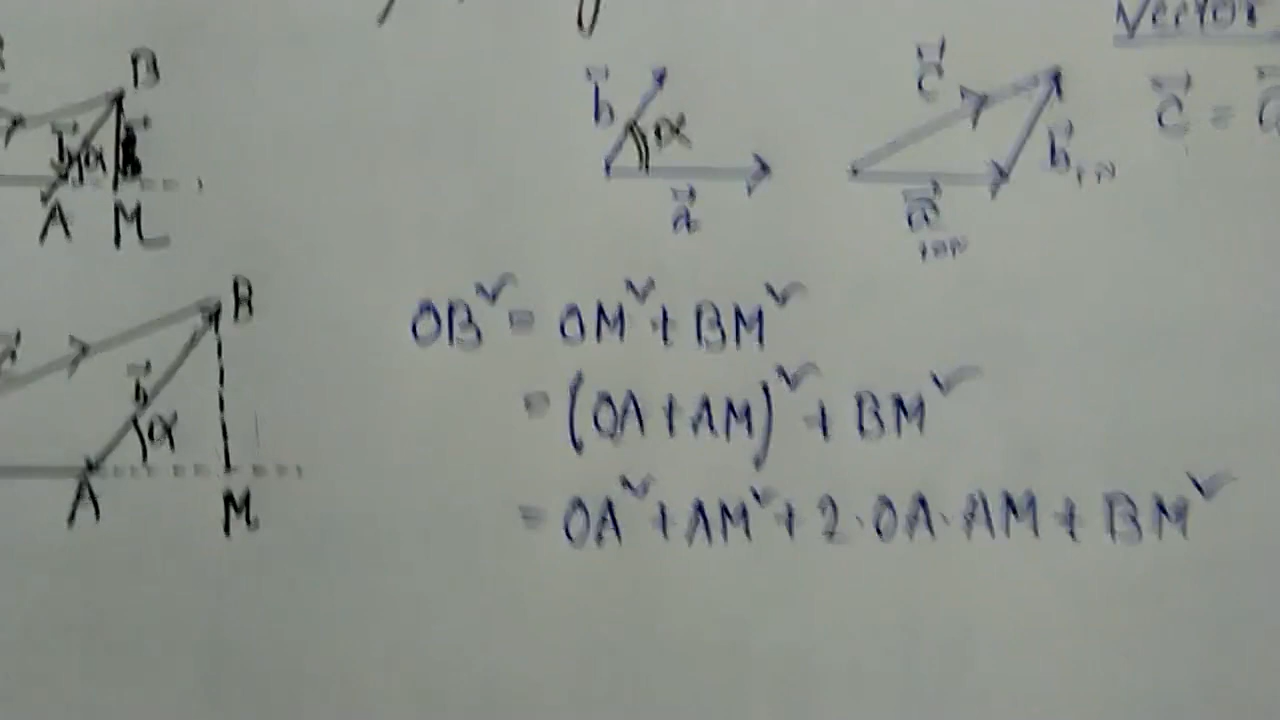 Vector
B
b⃗
α
A M
b⃗
α
a⃗
c⃗
b⃗
c⃗ =
B
b⃗
α
A
M
OB² = OM² + BM²
= (OA + AM)² + BM²
= OA² + AM² + 2·OA·AM + BM²